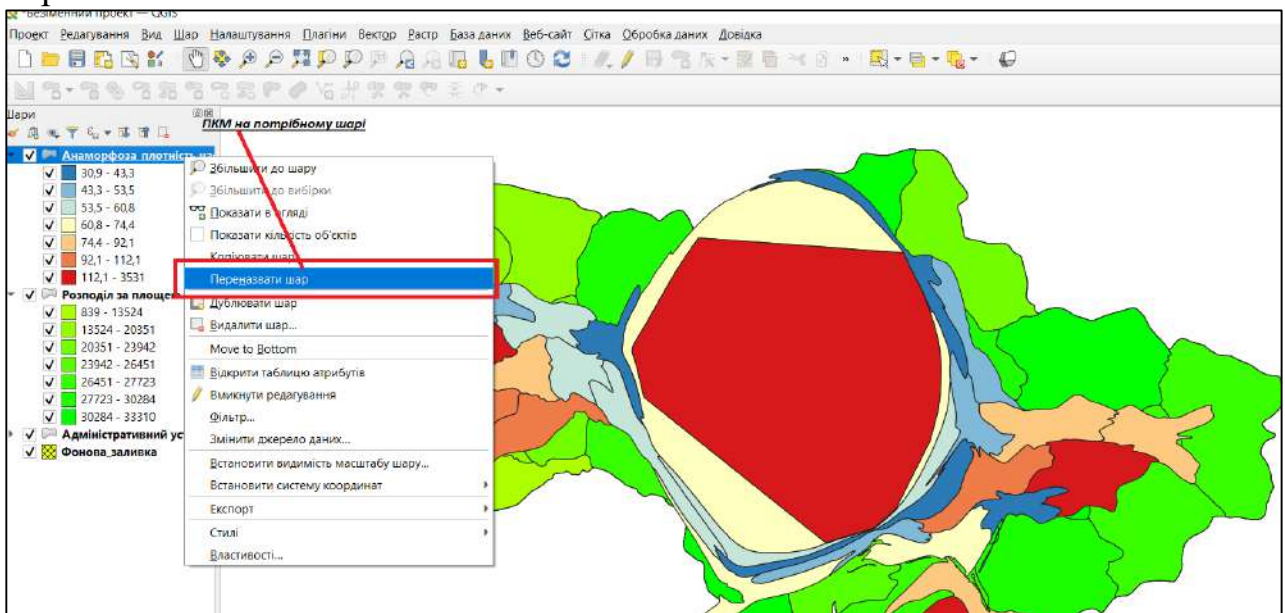 *Безіменний проєкт — QGIS
Проєкт Редагування Вид Шар Налаштування Плагіни Вектор Растр База даних Веб-сайт Сітка Обробка даних Довідка
Шари
ПКМ на потрібному шарі
Анаморфоза плотність
30,9 - 43,3
43,3 - 53,5
53,5 - 60,8
60,8 - 74,4
74,4 - 92,1
92,1 - 112,1
112,1 - 3531
Розподіл за площею
839 - 13524
13524 - 20351
20351 - 23942
23942 - 26451
26451 - 27723
27723 - 30284
30284 - 33310
Адміністративний ус
Фонова_заливка
Збільшити до шару
Збільшити до вибірки
Показати в огляді
Показати кількість об'єктів
Копіювати шар
Переназвати шар
Дублювати шар
Видалити шар...
Move to Bottom
Відкрити таблицю атрибутів
Вмикнути редагування
Фільтр...
Змінити джерело даних...
Встановити видимість масштабу шару...
Встановити систему координат
Експорт
Стилі
Властивості...